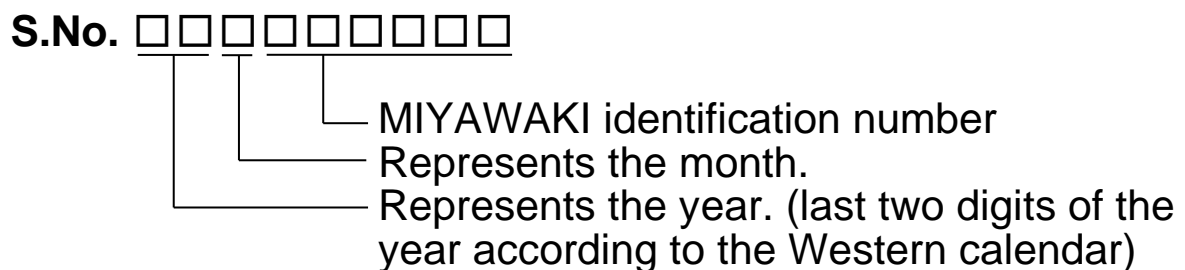 S.No. □□□□□□□□□
MIYAWAKI identification number
Represents the month.
Represents the year. (last two digits of the
year according to the Western calendar)